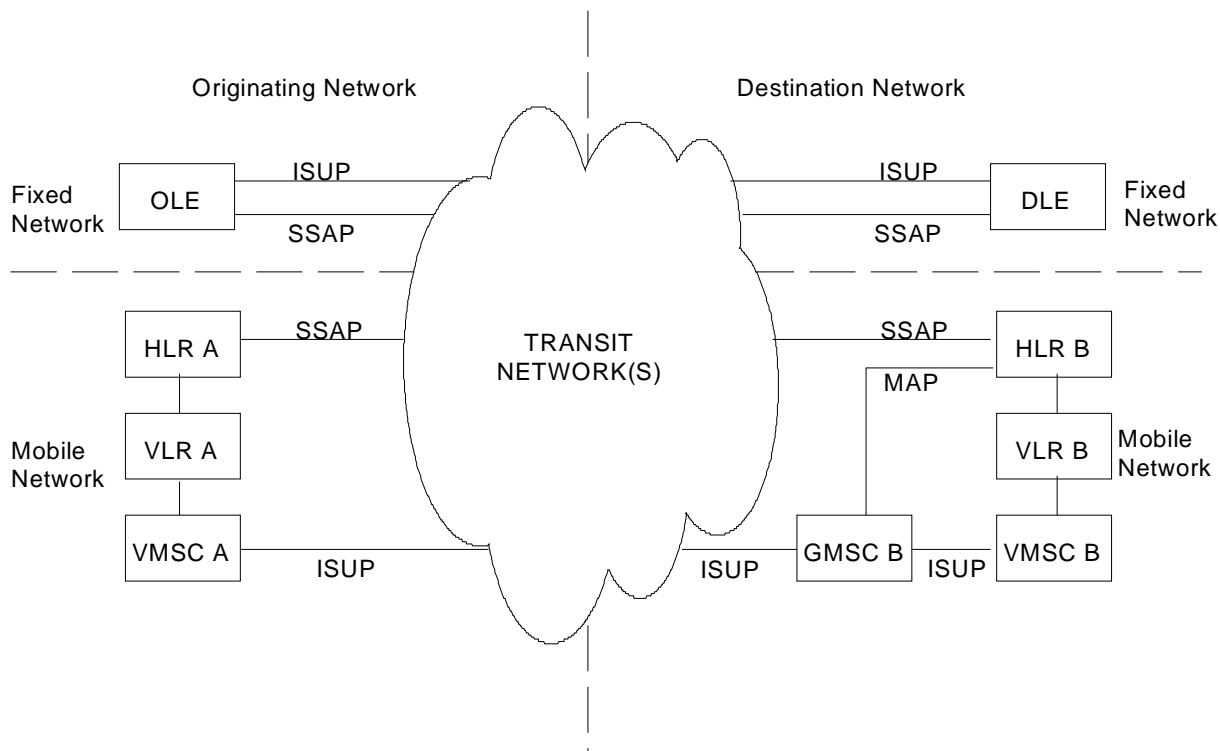 Originating Network
Destination Network
ISUP
ISUP
Fixed
Network
OLE
DLE
Fixed
Network
SSAP
SSAP
HLR A
SSAP
TRANSIT
NETWORK(S)
SSAP
HLR B
MAP
Mobile
Network
VLR A
VLR B
Mobile
Network
VMSC A
ISUP
ISUP
GMSC B
ISUP
VMSC B